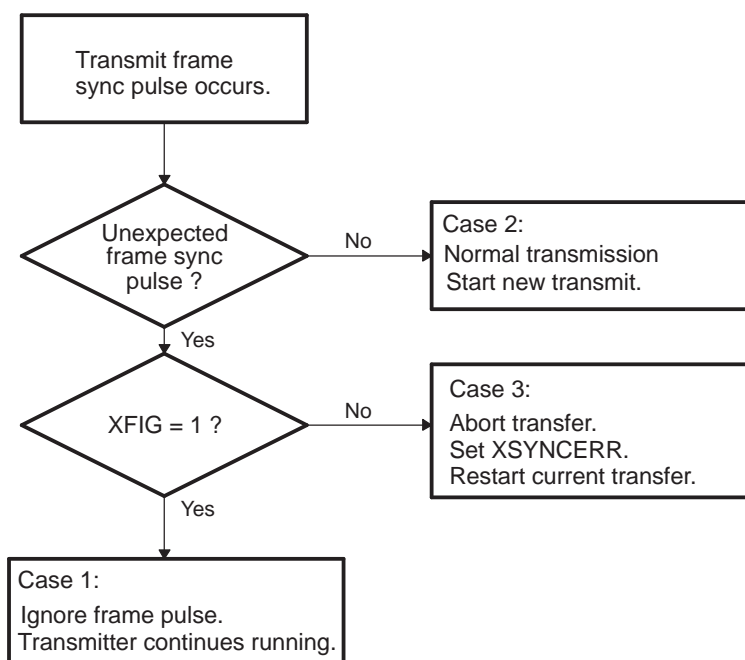 Transmit frame
sync pulse occurs.
Unexpected
frame sync
pulse ?
No
Case 2:
Normal transmission
Start new transmit.
Yes
XFIG = 1 ?
No
Case 3:
Abort transfer.
Set XSYNCERR.
Restart current transfer.
Yes
Case 1:
Ignore frame pulse.
Transmitter continues running.